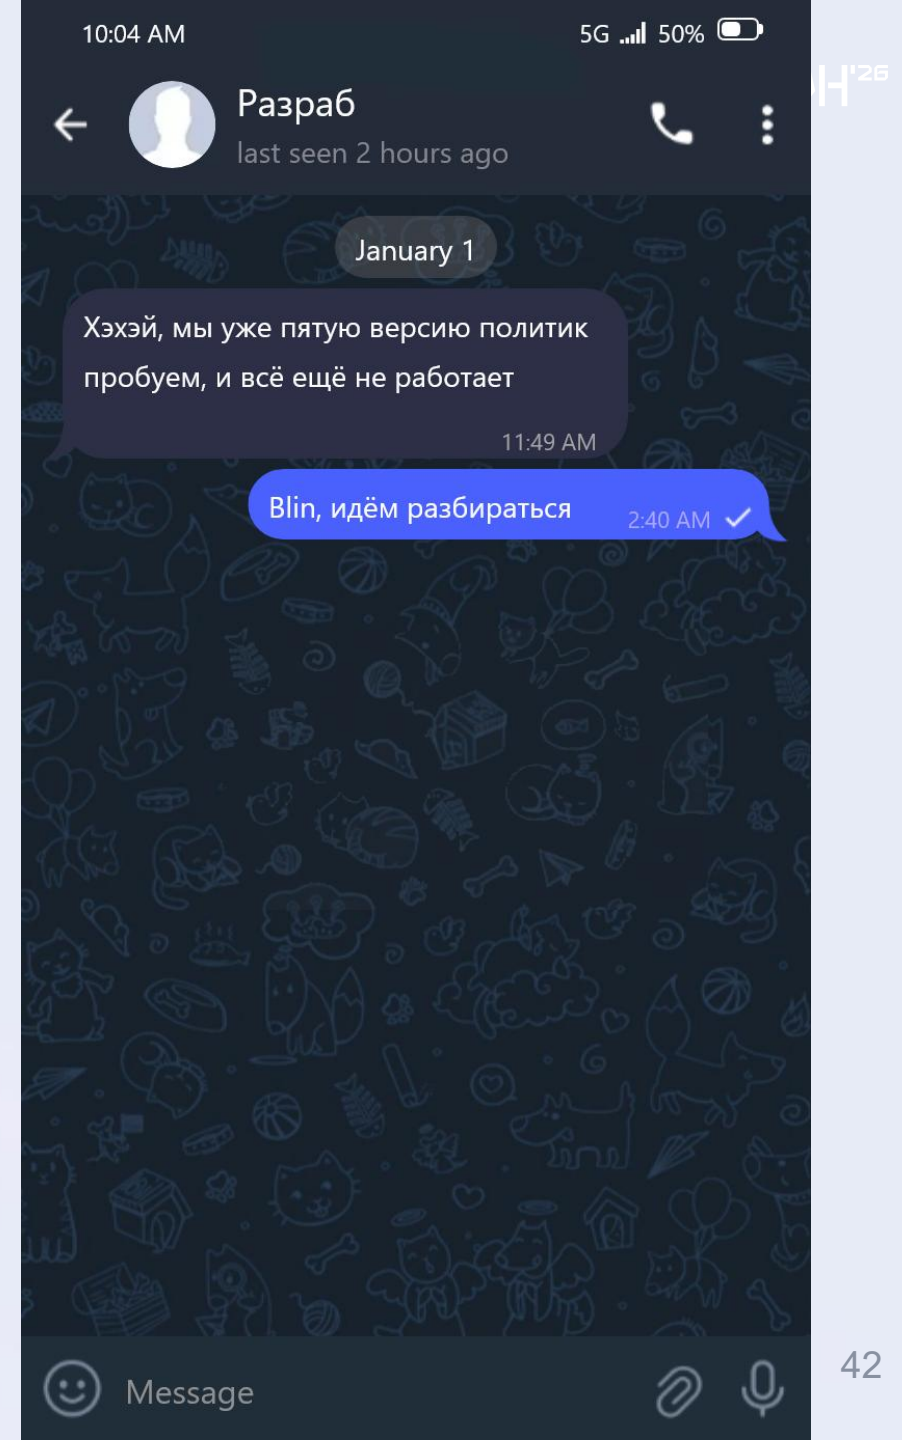 10:04 AM
5G 50%
H'26
Разраб
last seen 2 hours ago
January 1
Хэхэй, мы уже пятую версию политик
пробуем, и всё ещё не работает
11:49 AM
Blin, идём разбираться
2:40 AM
42
Message